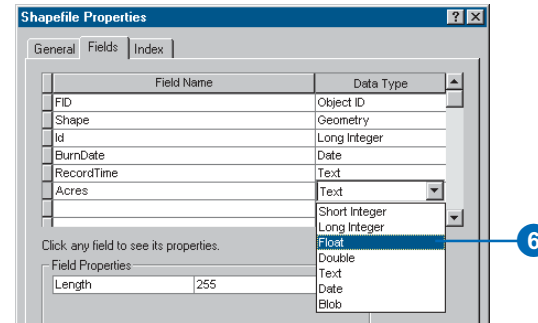 Shapefile Properties
General Fields Index
Field Name Data Type
FID Object ID
Shape Geometry
Id Long Integer
BurnDate Date
RecordTime Text
Acres Text
Short Integer
Long Integer
Click any field to see its properties.
Float
6
Field Properties
Double
Length 255
Text
Date
Blob